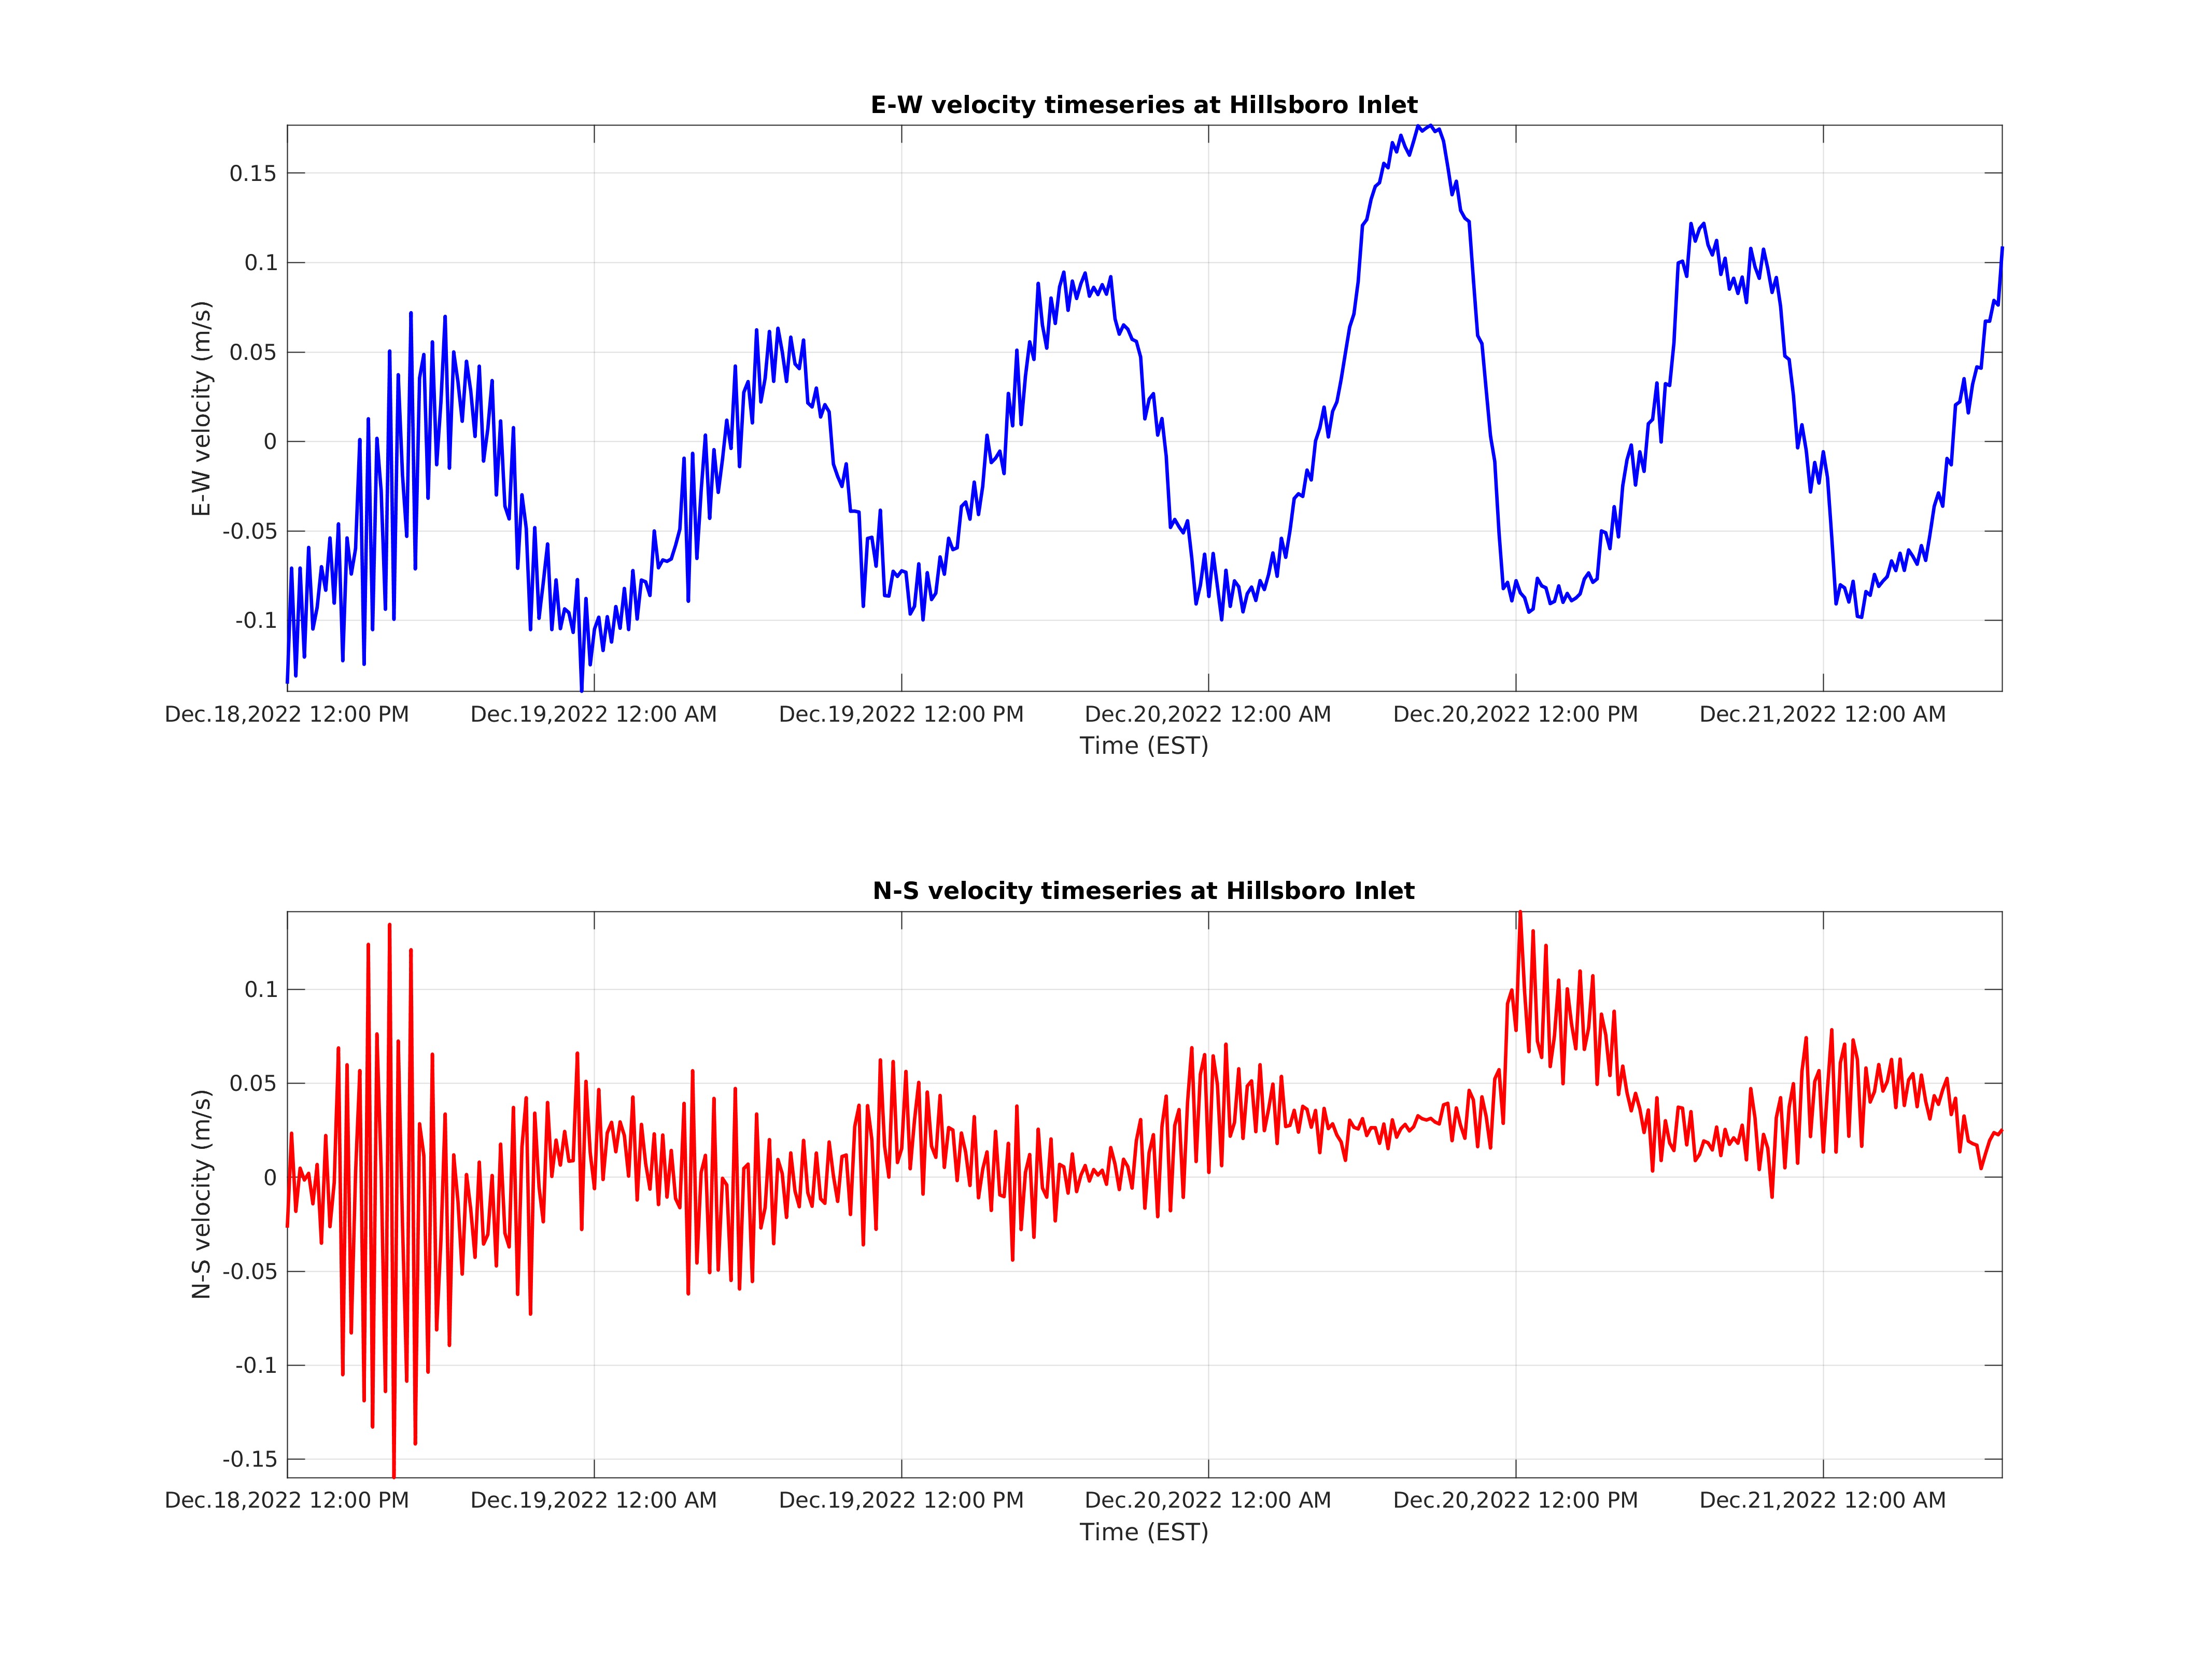 E-W velocity timeseries at Hillsboro Inlet
E-W velocity (m/s)
0.15
0.1
0.05
0
-0.05
-0.1
Dec.18,2022 12:00 PM Dec.19,2022 12:00 AM Dec.19,2022 12:00 PM Dec.20,2022 12:00 AM Dec.20,2022 12:00 PM Dec.21,2022 12:00 AM
Time (EST)
N-S velocity timeseries at Hillsboro Inlet
N-S velocity (m/s)
0.1
0.05
0
-0.05
-0.1
-0.15
Dec.18,2022 12:00 PM Dec.19,2022 12:00 AM Dec.19,2022 12:00 PM Dec.20,2022 12:00 AM Dec.20,2022 12:00 PM Dec.21,2022 12:00 AM
Time (EST)